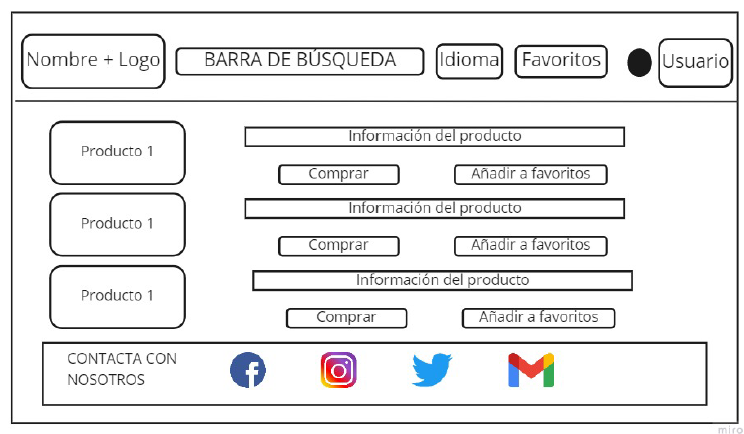 Nombre + Logo BARRA DE BÚSQUEDA Idioma Favoritos Usuario
Producto 1 Información del producto
Comprar Añadir a favoritos
Producto 1 Información del producto
Comprar Añadir a favoritos
Producto 1 Información del producto
Comprar Añadir a favoritos
CONTACTA CON
NOSOTROS
miro